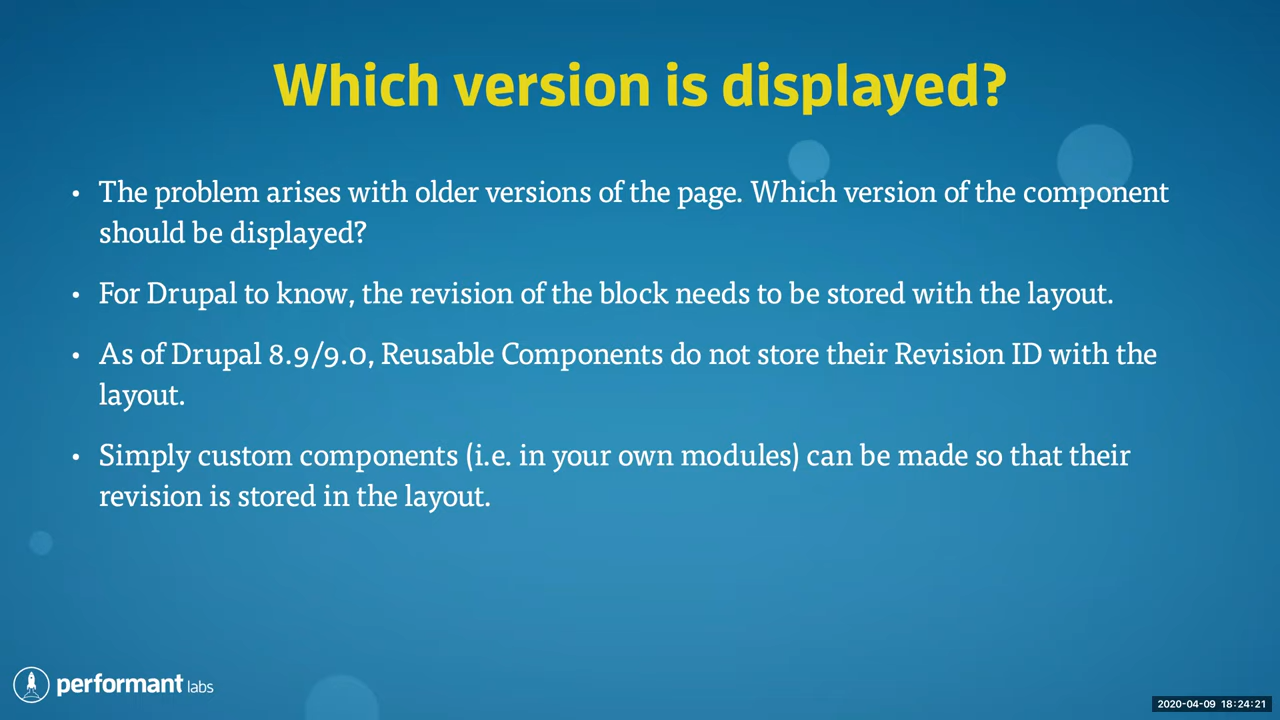 Which version is displayed?
• The problem arises with older versions of the page. Which version of the component
should be displayed?
• For Drupal to know, the revision of the block needs to be stored with the layout.
• As of Drupal 8.9/9.0, Reusable Components do not store their Revision ID with the
layout.
• Simply custom components (i.e. in your own modules) can be made so that their
revision is stored in the layout.
performant labs
2020-04-09 18:24:21